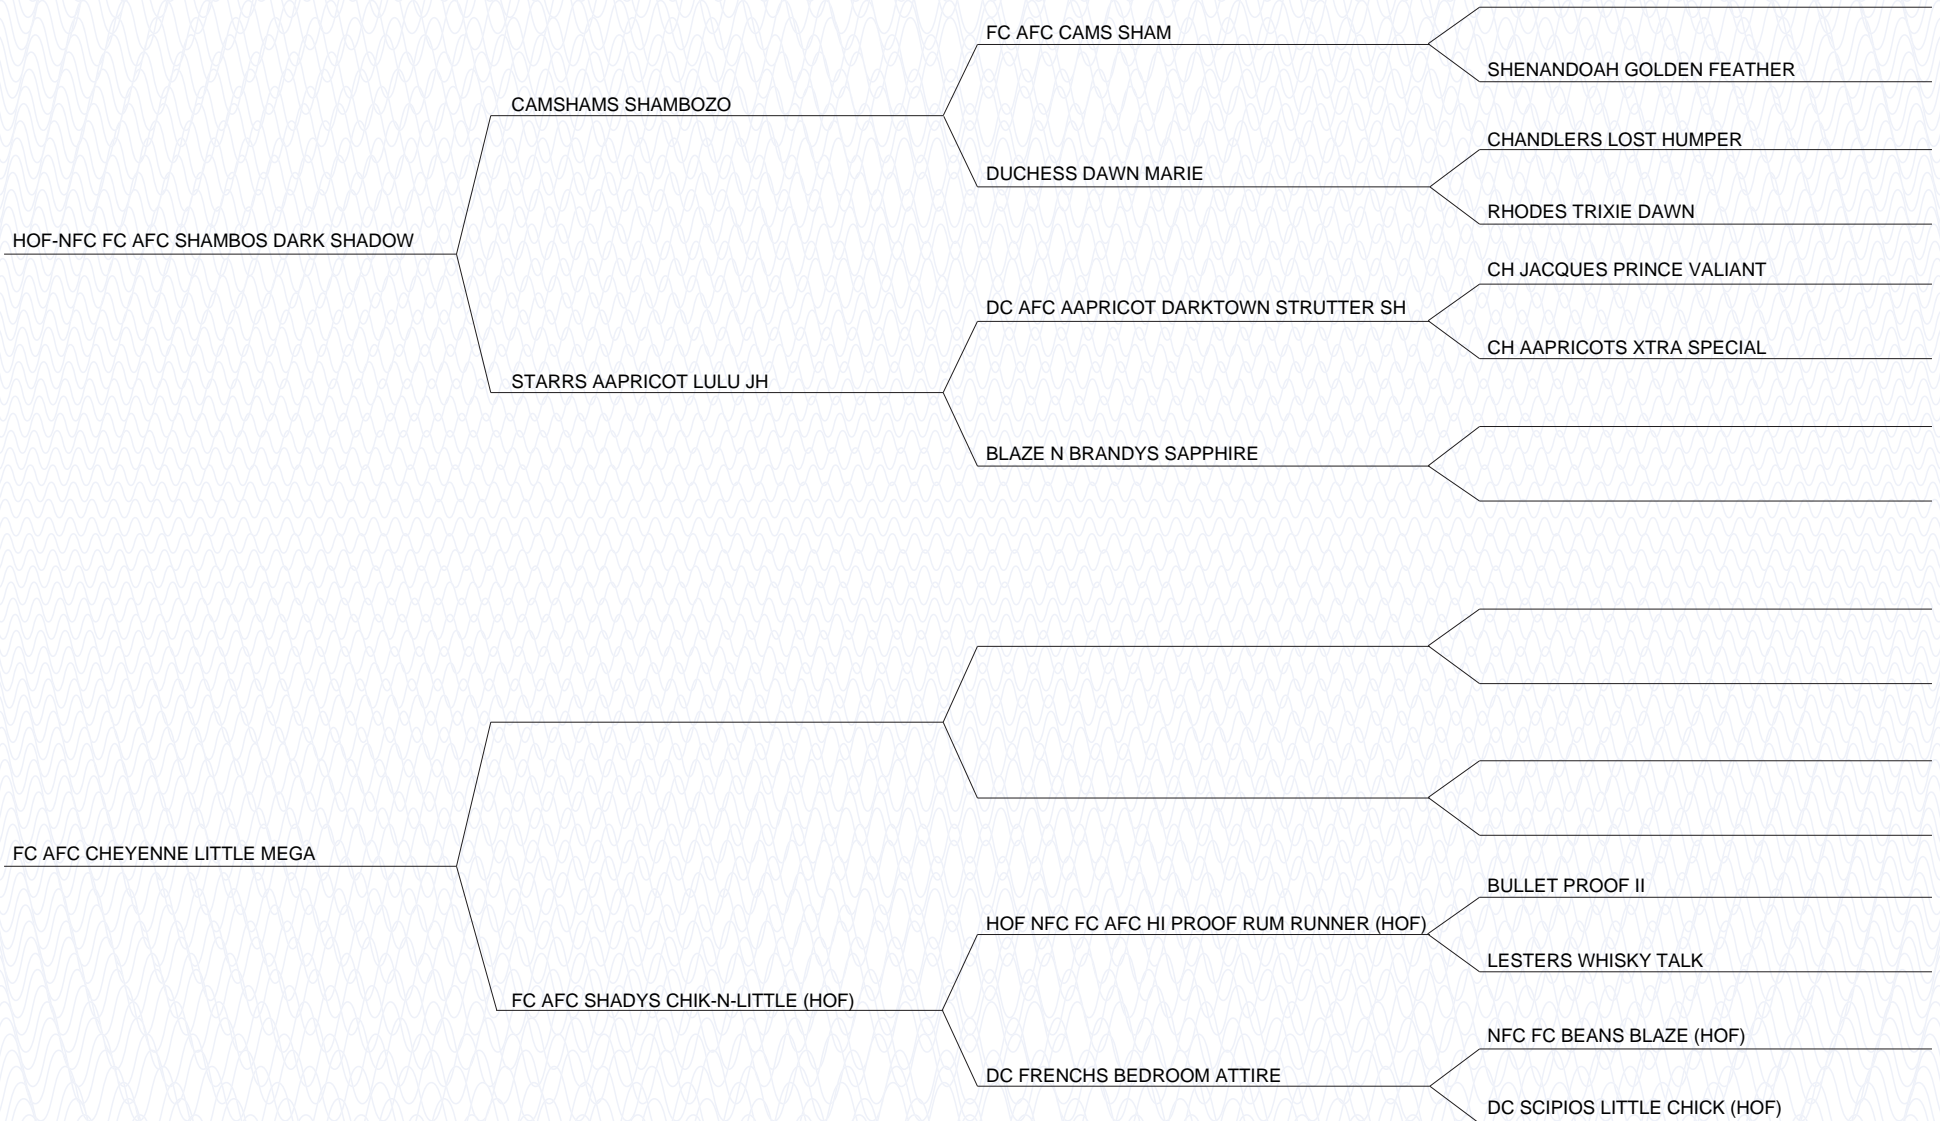 FC AFC CAMS SHAM
SHENANDOAH GOLDEN FEATHER
CAMSHAMS SHAMBOZO
CHANDLERS LOST HUMPER
DUCHESS DAWN MARIE
RHODES TRIXIE DAWN
HOF-NFC FC AFC SHAMBOS DARK SHADOW
CH JACQUES PRINCE VALIANT
DC AFC AAPRICOT DARKTOWN STRUTTER SH
CH AAPRICOTS XTRA SPECIAL
STARRS AAPRICOT LULU JH
BLAZE N BRANDYS SAPPHIRE
FC AFC CHEYENNE LITTLE MEGA
BULLET PROOF II
HOF NFC FC AFC HI PROOF RUM RUNNER (HOF)
LESTERS WHISKY TALK
FC AFC SHADYS CHIK-N-LITTLE (HOF)
NFC FC BEANS BLAZE (HOF)
DC FRENCHS BEDROOM ATTIRE
DC SCIPIOS LITTLE CHICK (HOF)